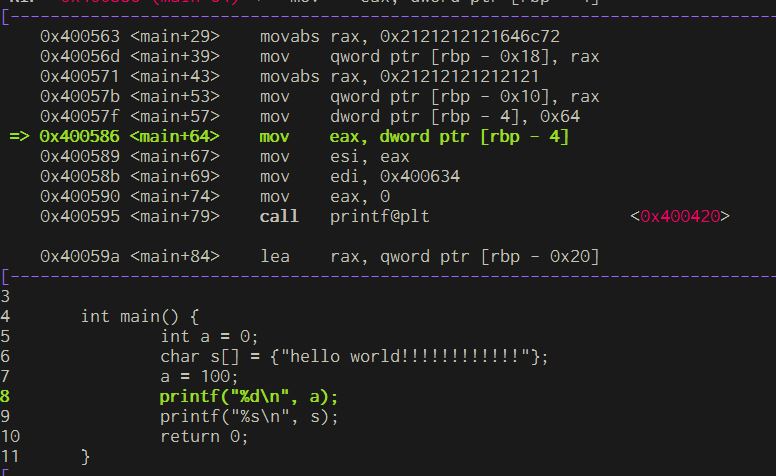 [------------------------------------------------------------------------------
0x400563 <main+29> movabs rax, 0x2121212121646c72
0x40056d <main+39> mov qword ptr [rbp - 0x18], rax
0x400571 <main+43> movabs rax, 0x21212121212121
0x40057b <main+53> mov qword ptr [rbp - 0x10], rax
0x40057f <main+57> mov dword ptr [rbp - 4], 0x64
=> 0x400586 <main+64> mov eax, dword ptr [rbp - 4]
0x400589 <main+67> mov esi, eax
0x40058b <main+69> mov edi, 0x400634
0x400590 <main+74> mov eax, 0
0x400595 <main+79> call printf@plt <0x400420>
0x40059a <main+84> lea rax, qword ptr [rbp - 0x20]
[------------------------------------------------------------------------------
3
4 int main() {
5 int a = 0;
6 char s[] = {"hello world!!!!!!!!!!!!"};
7 a = 100;
8 printf("%d\n", a);
9 printf("%s\n", s);
10 return 0;
11 }